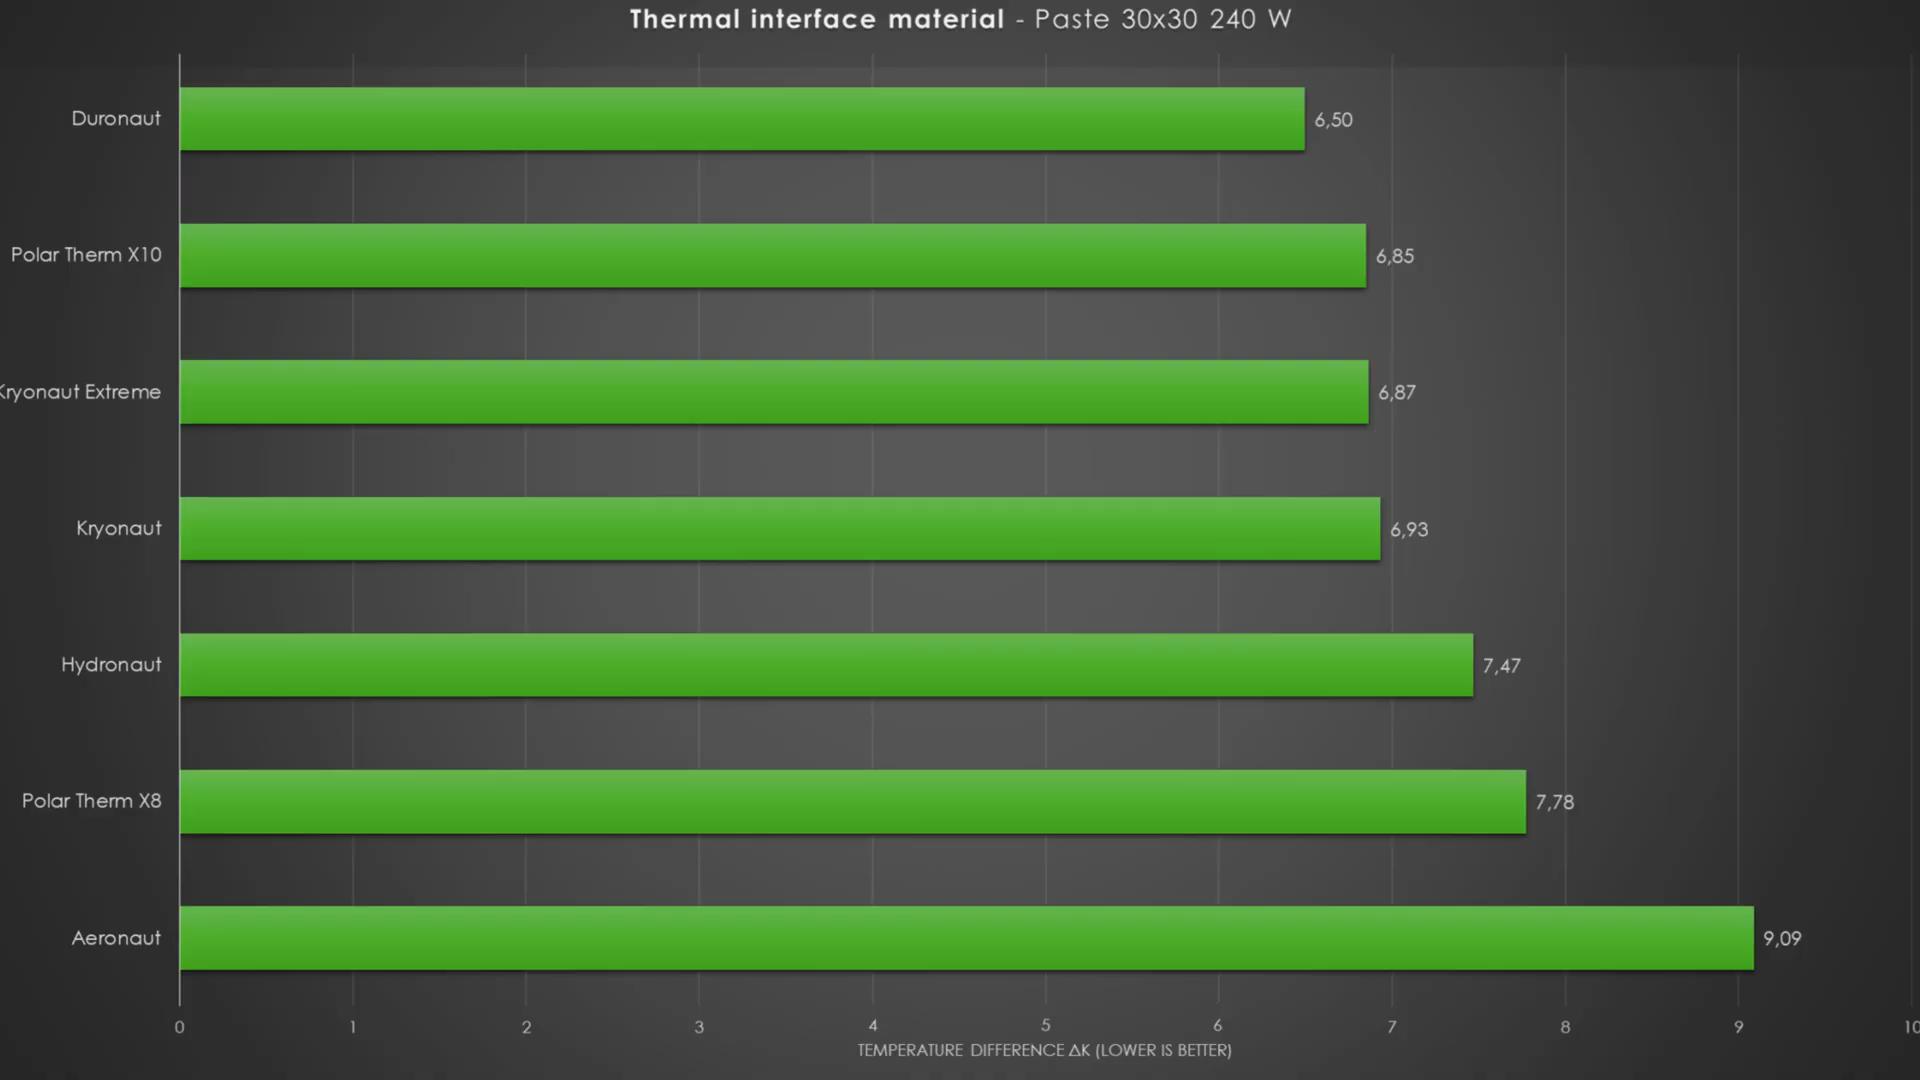 Thermal interface material - Paste 30x30 240 W
Duronaut 6,50
Polar Therm X10 6,85
Kryonaut Extreme 6,87
Kryonaut 6,93
Hydronaut 7,47
Polar Therm X8 7,78
Aeronaut 9,09
0 1 2 3 4 5 6 7 8 9 10
TEMPERATURE DIFFERENCE ΔK (LOWER IS BETTER)